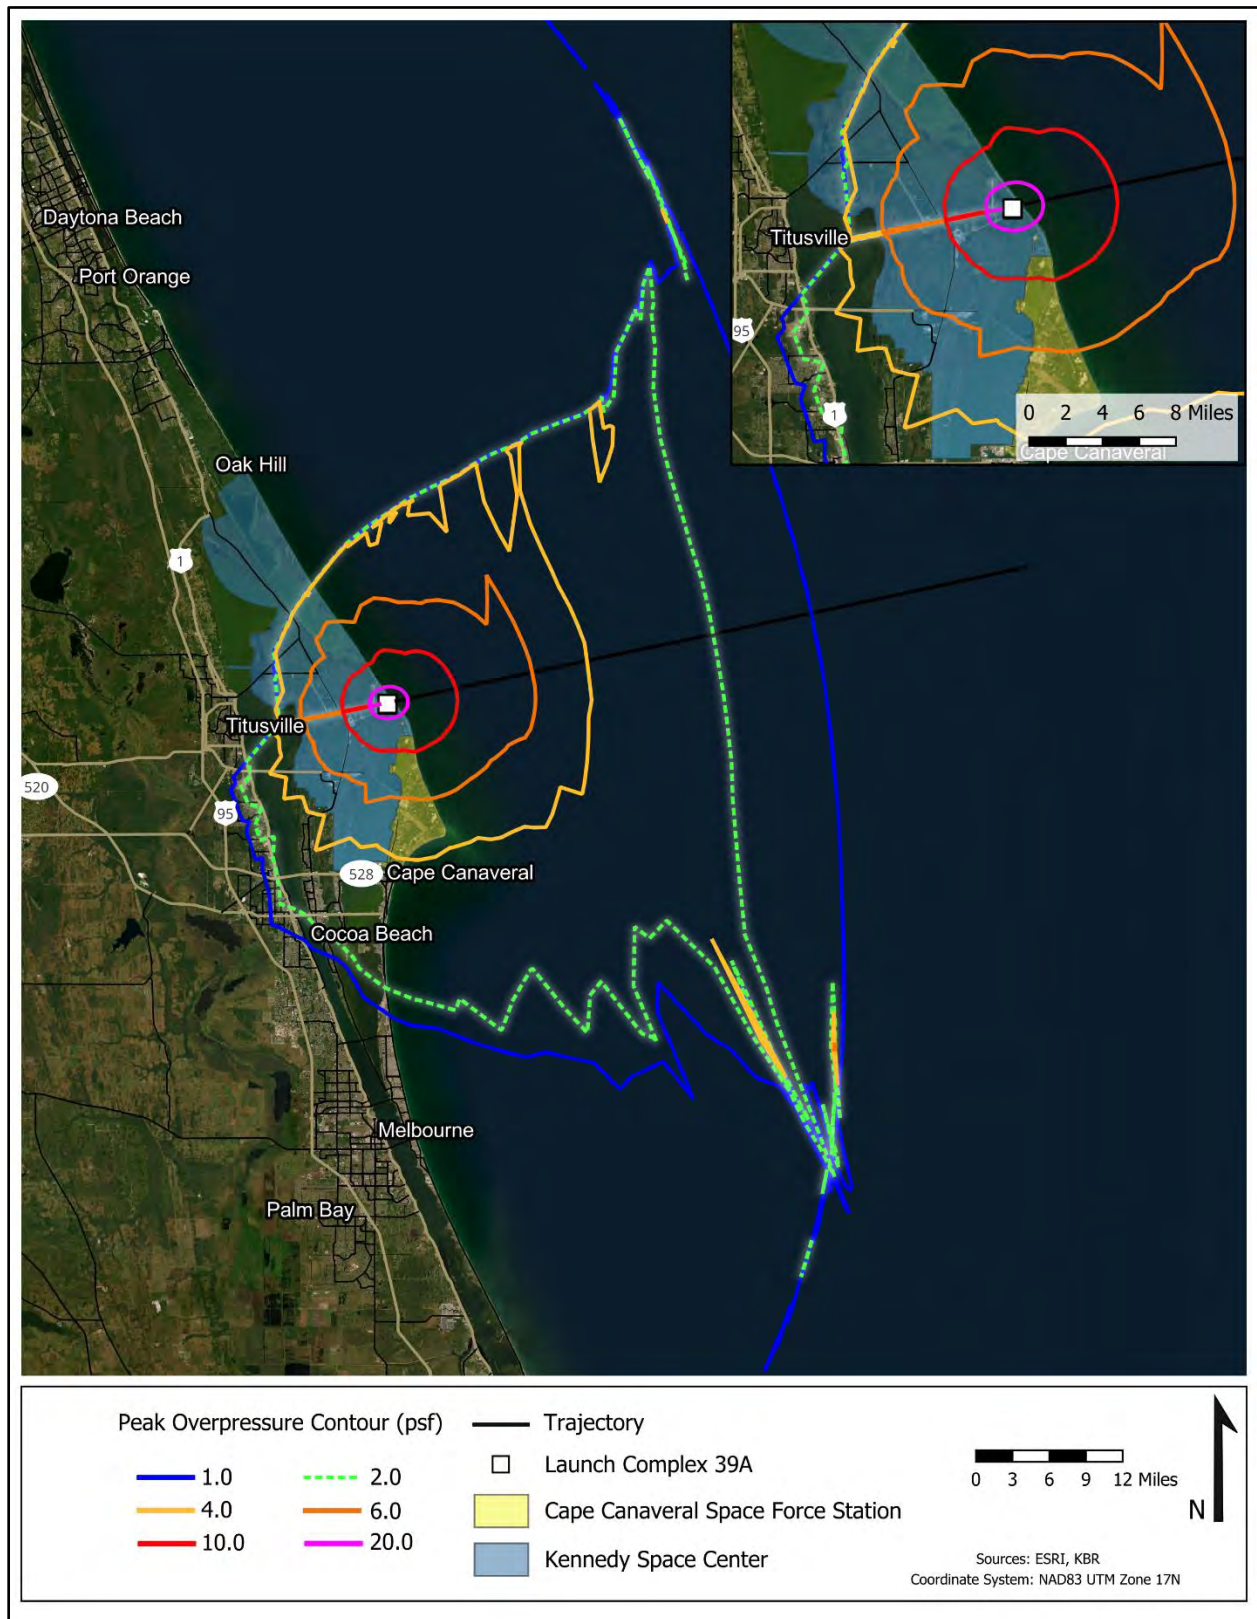 Daytona Beach
Port Orange
Oak Hill
1
Titusville
520
95
528
Cape Canaveral
Cocoa Beach
Melbourne
Palm Bay
Titusville
95
1
0 2 4 6 8 Miles
Cape Canaveral
Peak Overpressure Contour (psf)
1.0
2.0
4.0
6.0
10.0
20.0
Trajectory
Launch Complex 39A
Cape Canaveral Space Force Station
Kennedy Space Center
0 3 6 9 12 Miles
N
Sources: ESRI, KBR
Coordinate System: NAD83 UTM Zone 17N